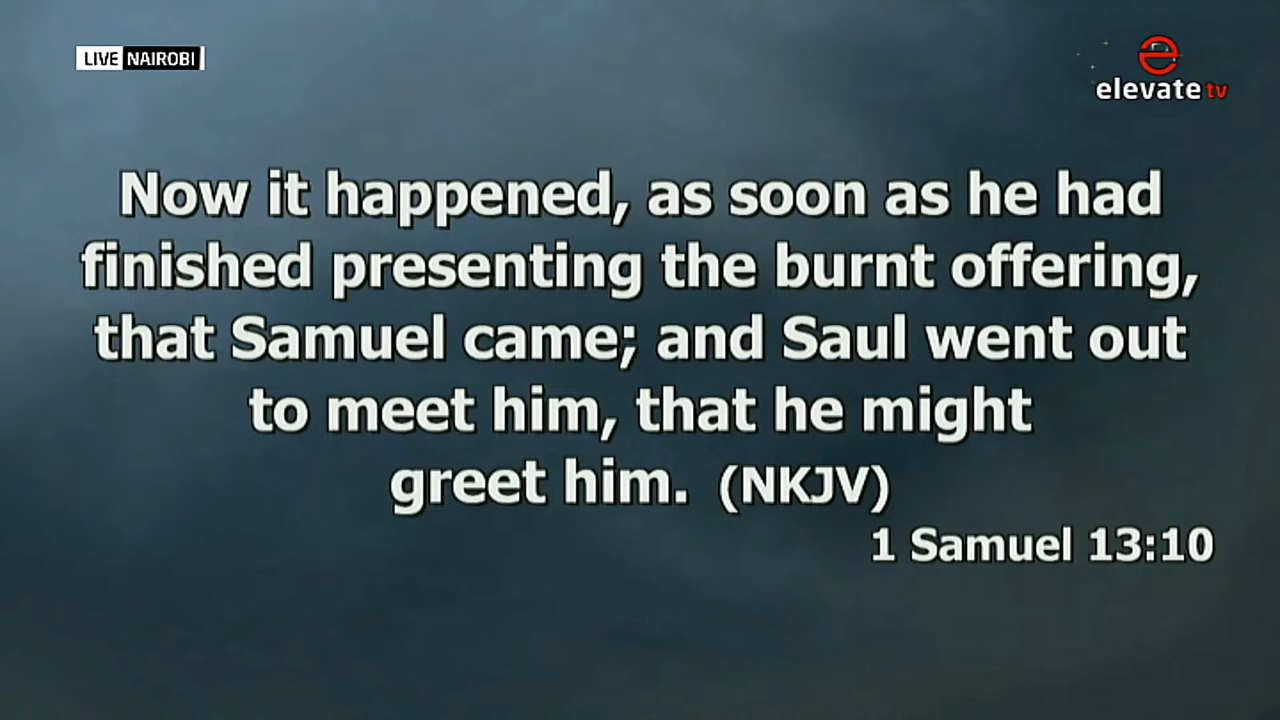 LIVE NAIROBI
elevate tv
Now it happened, as soon as he had
finished presenting the burnt offering,
that Samuel came; and Saul went out
to meet him, that he might
greet him. (NKJV)
1 Samuel 13:10